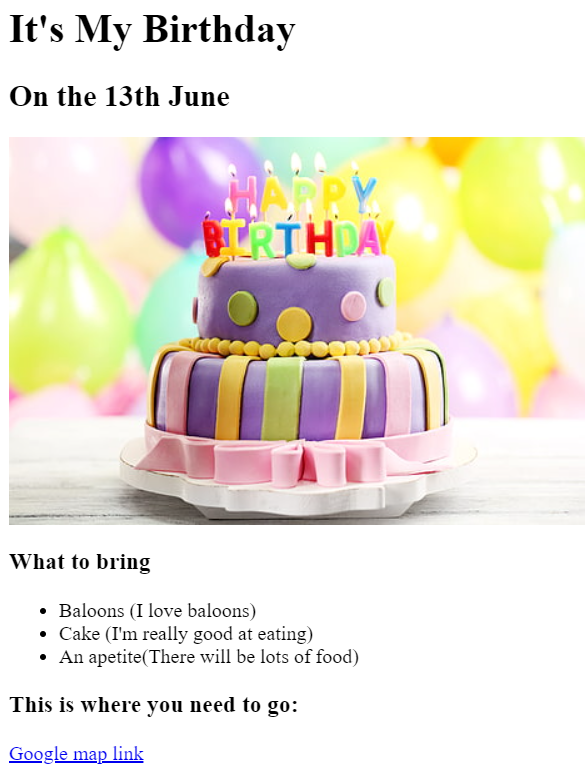 It's My Birthday
On the 13th June
HAPPY
BIRTHDAY
What to bring
Baloons (I love baloons)
Cake (I'm really good at eating)
An apetite(There will be lots of food)
This is where you need to go:
Google map link